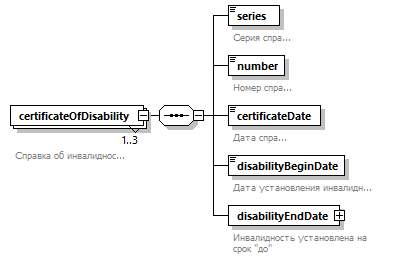 series
Серия спра...
number
Номер спра...
certificateDate
Дата спра...
certificateOfDisability
1..3
Справка об инвалиднос...
disabilityBeginDate
Дата установления инвалидн...
disabilityEndDate
Инвалидность установлена на
срок "до"